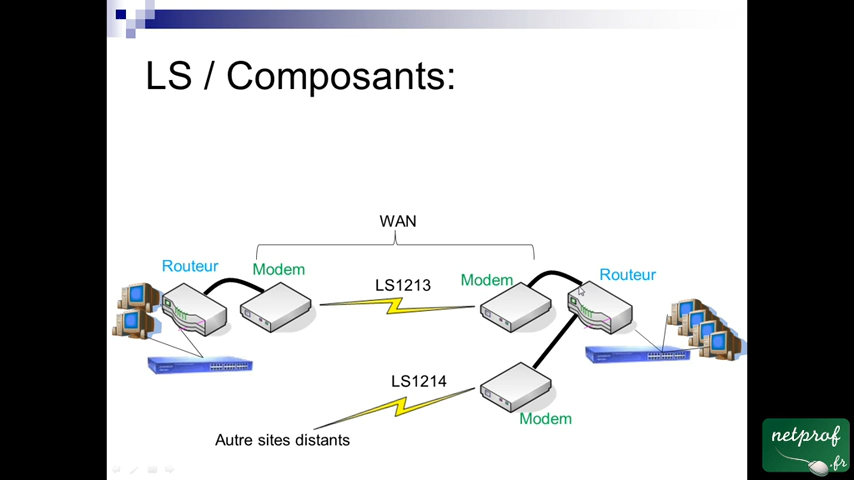 LS / Composants:
WAN
Routeur
Modem
LS1213
Modem
Routeur
LS1214
Modem
Autre sites distants
netprof
.fr